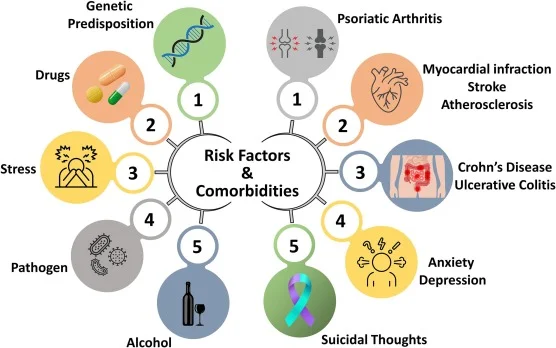 Genetic
Predisposition
1
Drugs
2
Stress
3
Pathogen
4
Alcohol
5
Risk Factors
&
Comorbidities
Psoriatic Arthritis
1
Myocardial infraction
Stroke
Atherosclerosis
2
Crohn's Disease
Ulcerative Colitis
3
Anxiety
Depression
4
Suicidal Thoughts
5